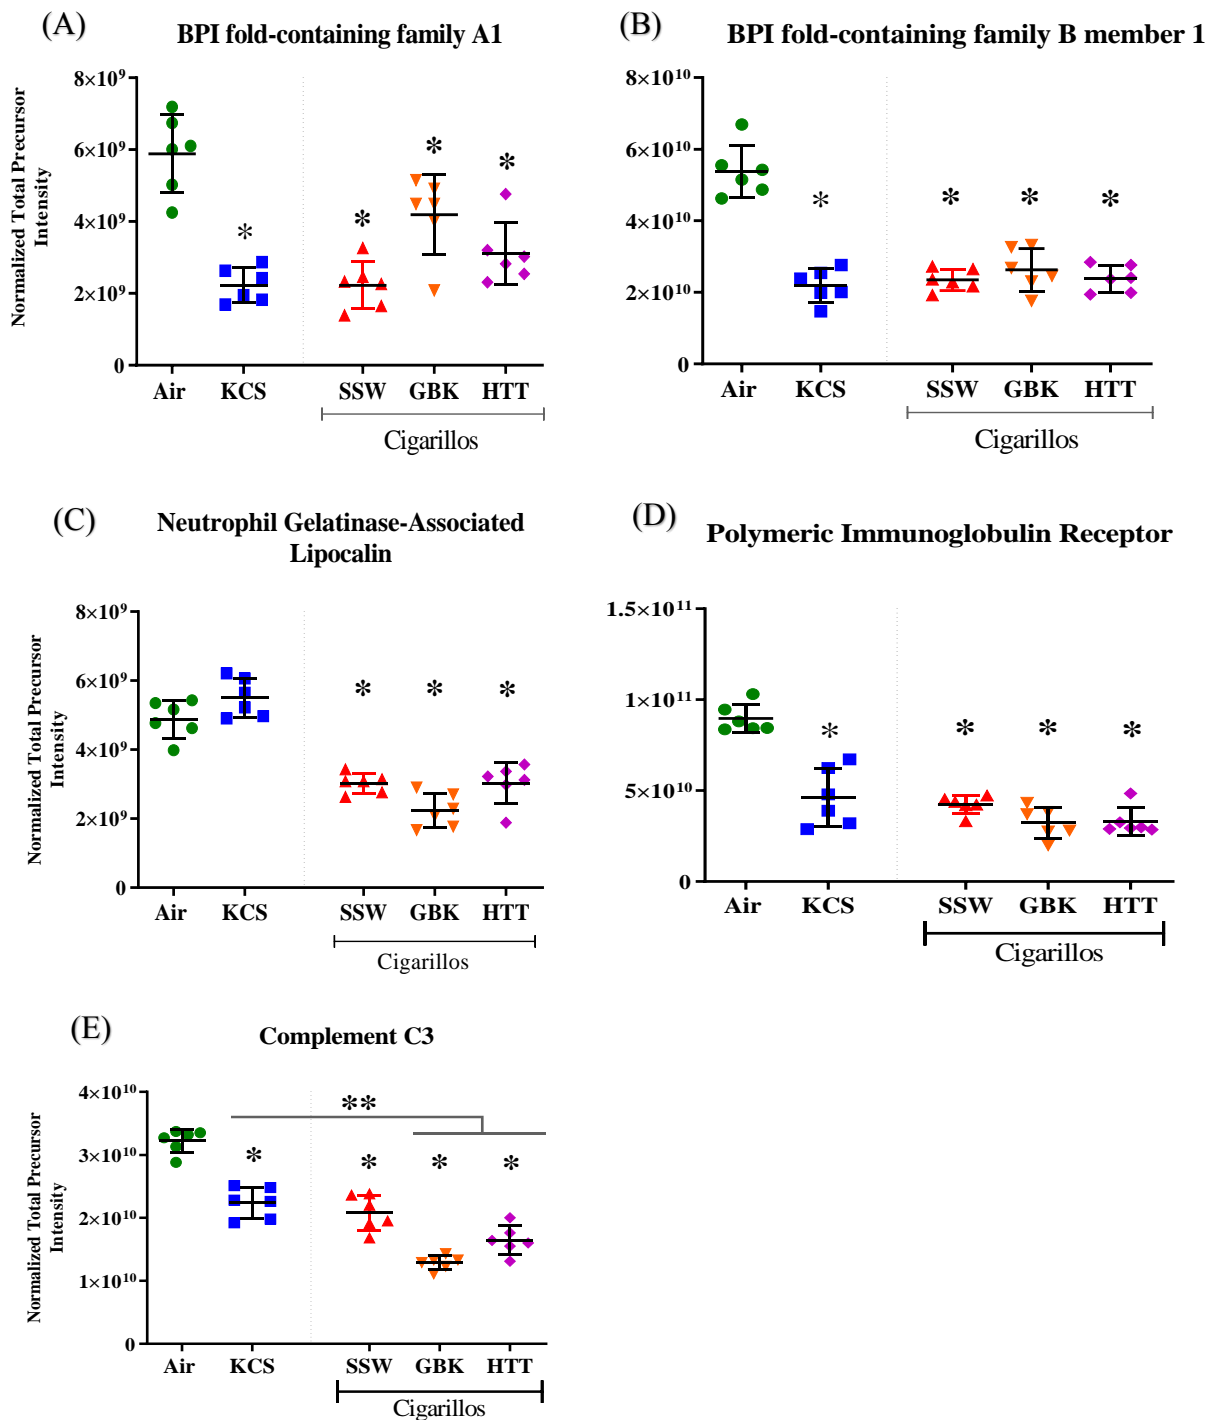 (A)
BPI fold-containing family A1
Normalized Total Precursor
Intensity
8×10⁹
6×10⁹
4×10⁹
2×10⁹
0
*
*
*
*
Air KCS SSW GBK HTT
Cigarillos
(B)
BPI fold-containing family B member 1
8×10¹⁰
6×10¹⁰
4×10¹⁰
2×10¹⁰
0
*
*
*
*
Air KCS SSW GBK HTT
Cigarillos
(C)
Neutrophil Gelatinase-Associated
Lipocalin
Normalized Total Precursor
Intensity
8×10⁹
6×10⁹
4×10⁹
2×10⁹
0
*
*
*
Air KCS SSW GBK HTT
Cigarillos
(D)
Polymeric Immunoglobulin Receptor
1.5×10¹¹
1×10¹¹
5×10¹⁰
0
*
*
*
*
Air KCS SSW GBK HTT
Cigarillos
(E)
Complement C3
Normalized Total Precursor
Intensity
4×10¹⁰
3×10¹⁰
2×10¹⁰
1×10¹⁰
0
**
*
*
*
*
Air KCS SSW GBK HTT
Cigarillos